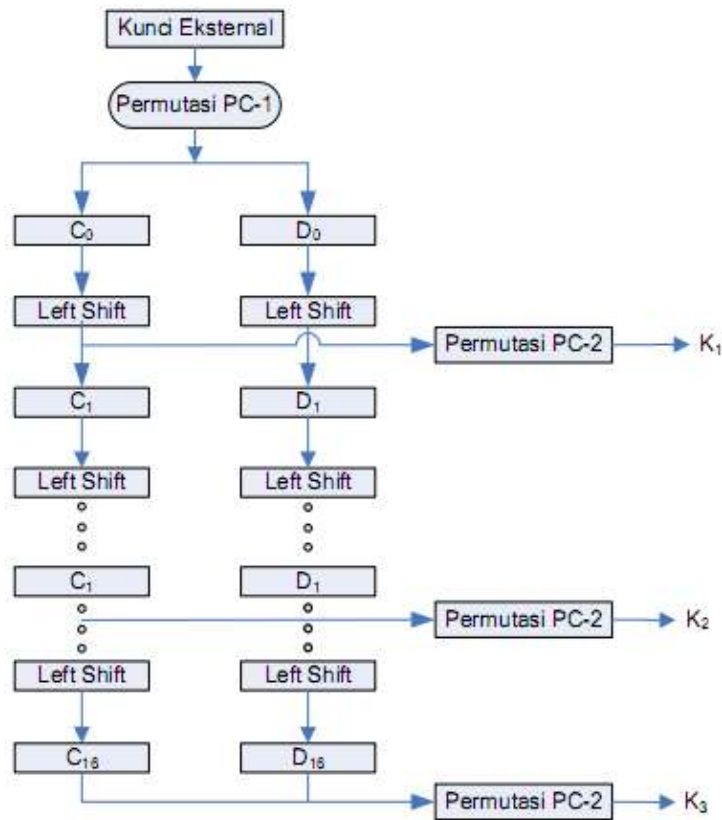 Kunci Eksternal
Permutasi PC-1
C₀ D₀
Left Shift Left Shift
Permutasi PC-2 K₁
C₁ D₁
Left Shift Left Shift
C₁ D₁
Permutasi PC-2 K₂
Left Shift Left Shift
C₁₆ D₁₆
Permutasi PC-2 K₃